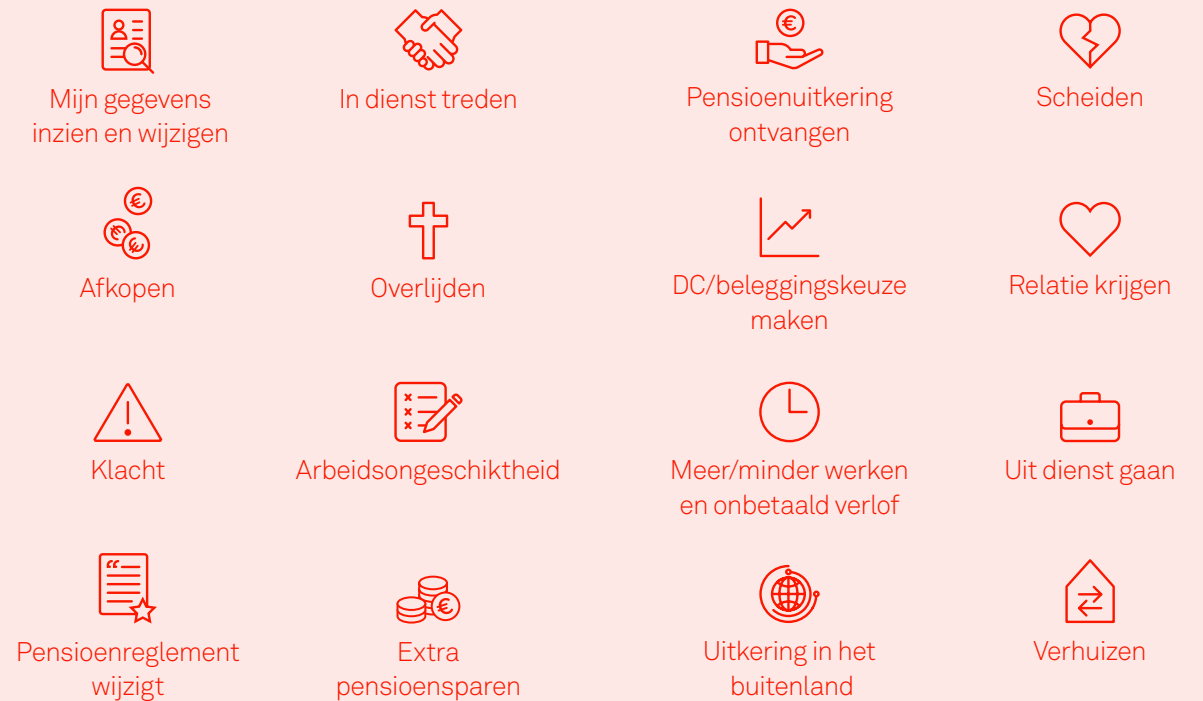 Mijn gegevens
inzien en wijzigen
In dienst treden
Pensioenuitkering
ontvangen
Scheiden
Afkopen
Overlijden
DC/beleggingskeuze
maken
Relatie krijgen
Klacht
Arbeidsongeschiktheid
Meer/minder werken
en onbetaald verlof
Uit dienst gaan
Pensioenreglement
wijzigt
Extra
pensioensparen
Uitkering in het
buitenland
Verhuizen